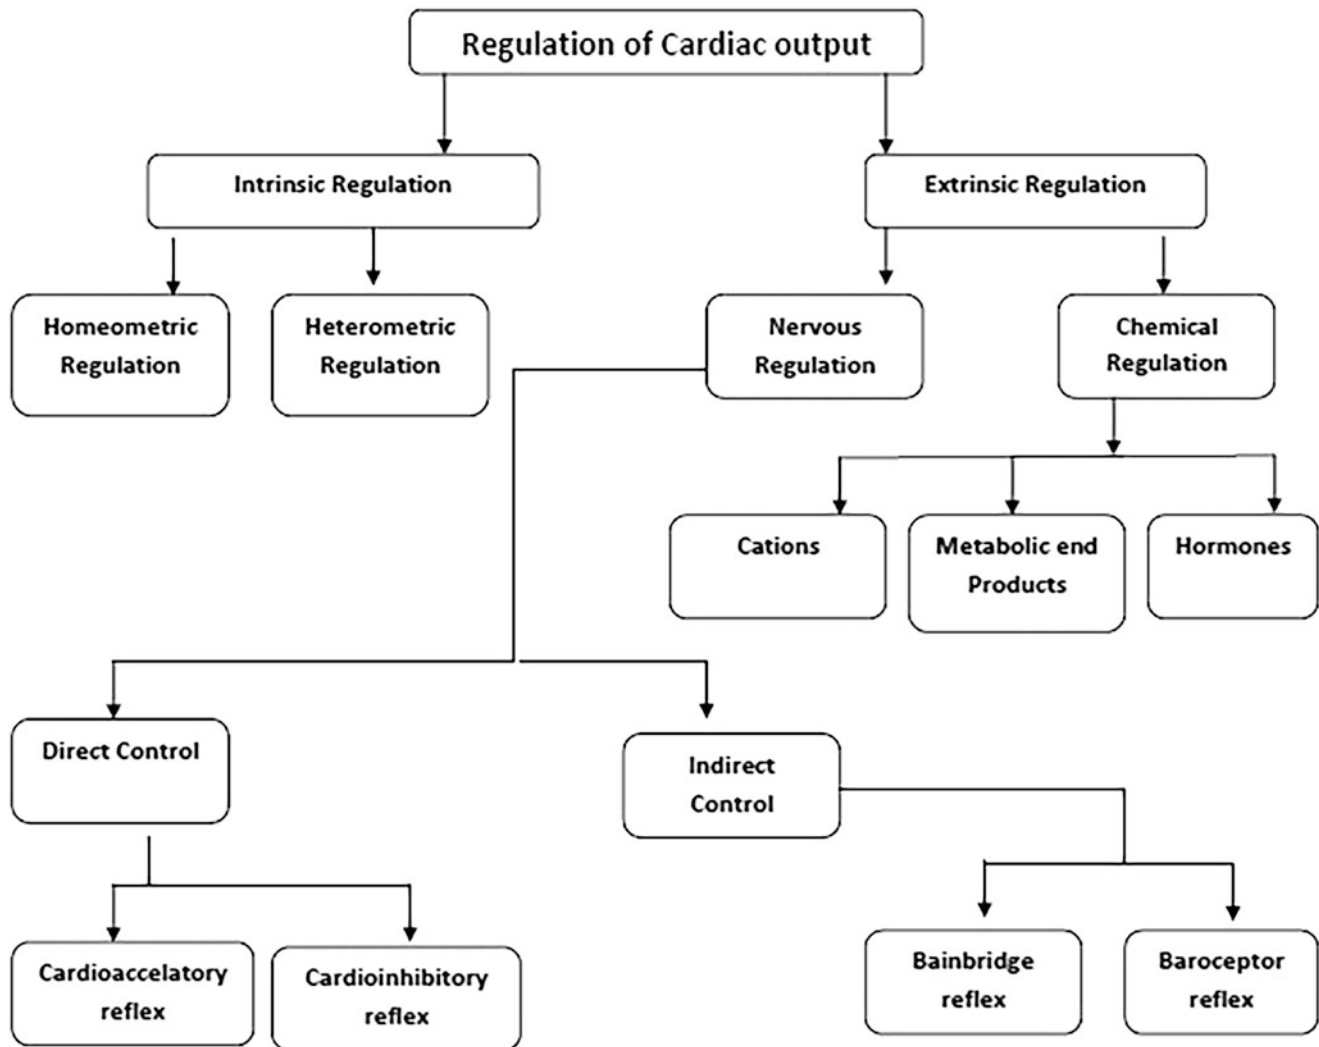 Regulation of Cardiac output
Intrinsic Regulation
Extrinsic Regulation
Homeometric
Regulation
Heterometric
Regulation
Nervous
Regulation
Chemical
Regulation
Cations
Metabolic end
Products
Hormones
Direct Control
Indirect
Control
Cardioaccelatory
reflex
Cardioinhibitory
reflex
Bainbridge
reflex
Baroceptor
reflex